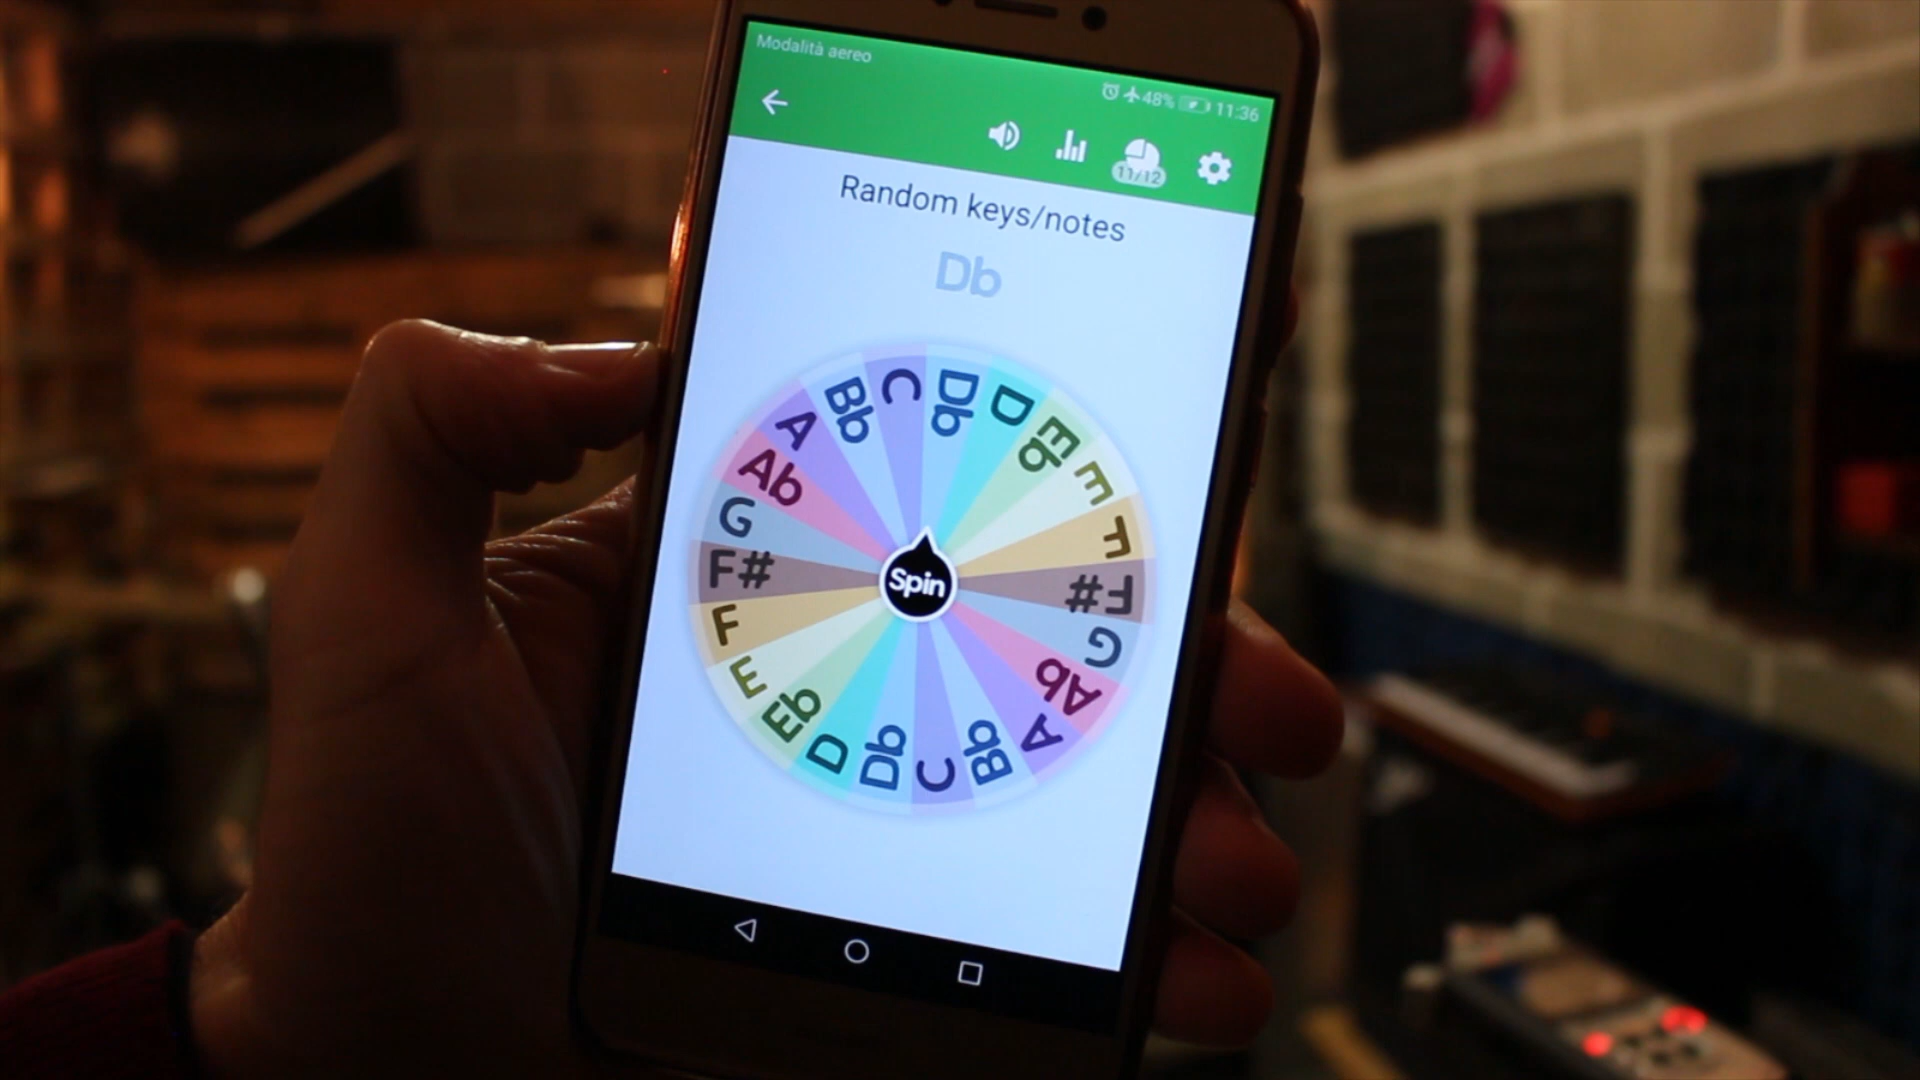 Modalità aereo
48% 11:36
11/12
Random keys/notes
Db
Db
D
Eb
E
F
F#
G
Ab
A
Bb
C
Db
D
Eb
E
F
F#
G
Ab
A
Bb
C
Spin